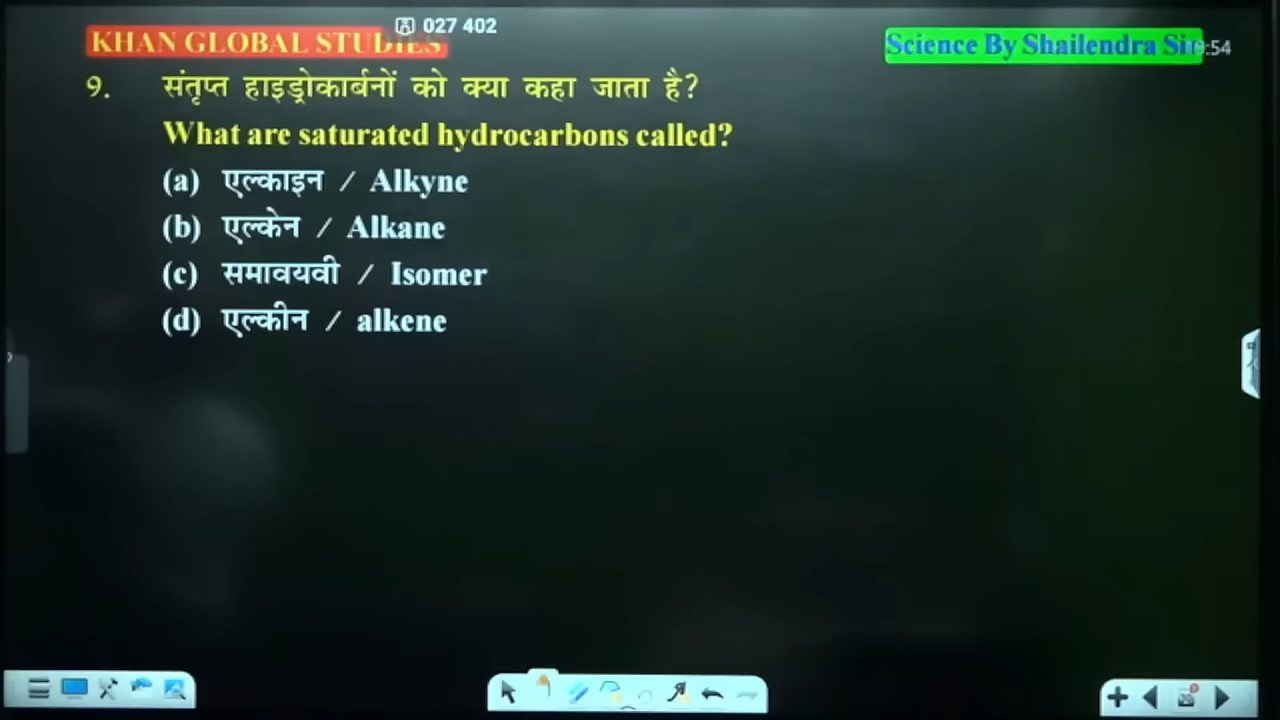 027 402
KHAN GLOBAL STUDIES
Science By Shailendra Sir
:54
9. संतृप्त हाइड्रोकार्बनों को क्या कहा जाता है?
What are saturated hydrocarbons called?
(a) एल्काइन / Alkyne
(b) एल्केन / Alkane
(c) समावयवी / Isomer
(d) एल्कीन / alkene